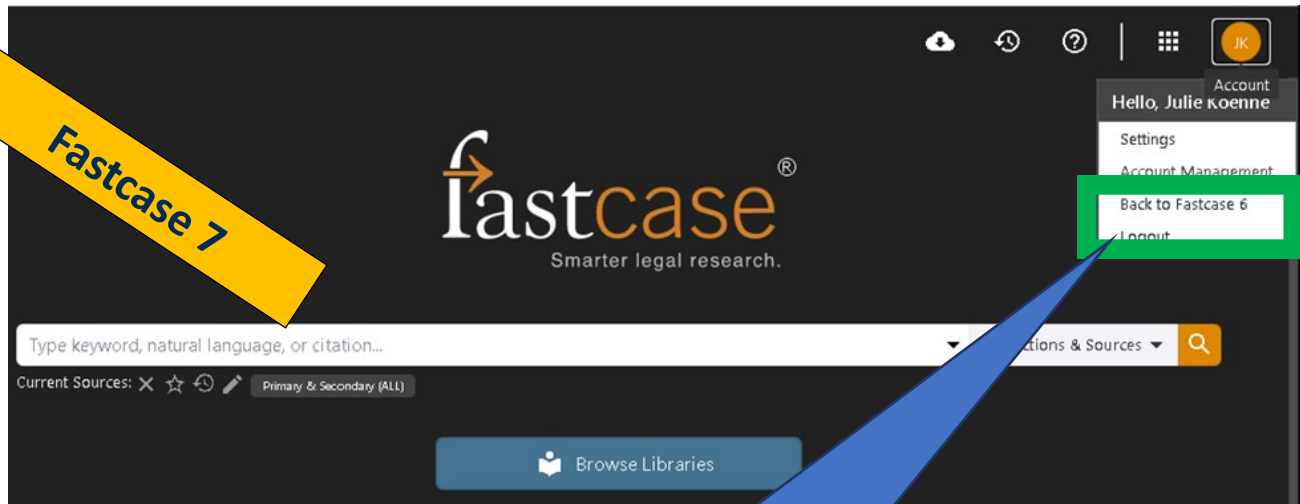 JK
Account
Hello, Julie Koenne
Settings
Account Management
Back to Fastcase 6
Logout
Fastcase 7
fastcase®
Smarter legal research.
Type keyword, natural language, or citation...
& Sources
Current Sources:
Primary & Secondary (ALL)
Browse Libraries